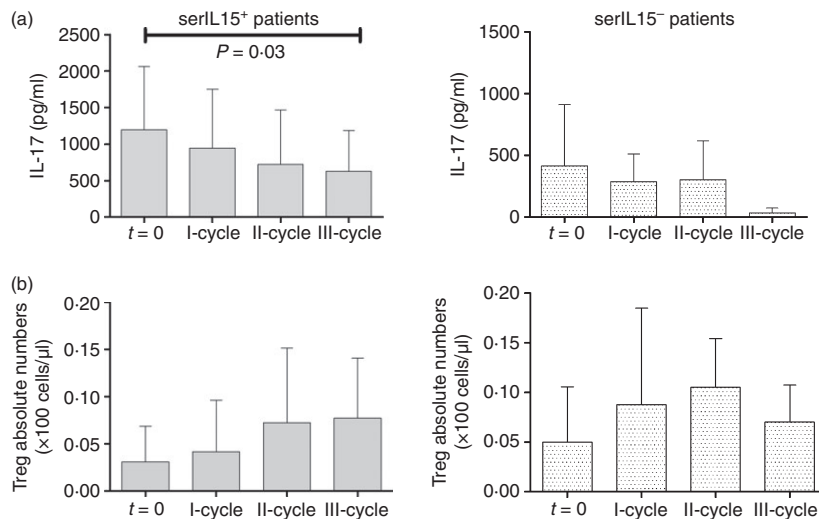 (a)
serIL15⁺ patients
P = 0·03
IL-17 (pg/ml)
2500
2000
1500
1000
500
0
t = 0 I-cycle II-cycle III-cycle
serIL15⁻ patients
IL-17 (pg/ml)
1500
1000
500
0
t = 0 I-cycle II-cycle III-cycle
(b)
Treg absolute numbers
(×100 cells/µl)
0·20
0·15
0·10
0·05
0·00
t = 0 I-cycle II-cycle III-cycle
Treg absolute numbers
(×100 cells/µl)
0·20
0·15
0·10
0·05
0·00
t = 0 I-cycle II-cycle III-cycle